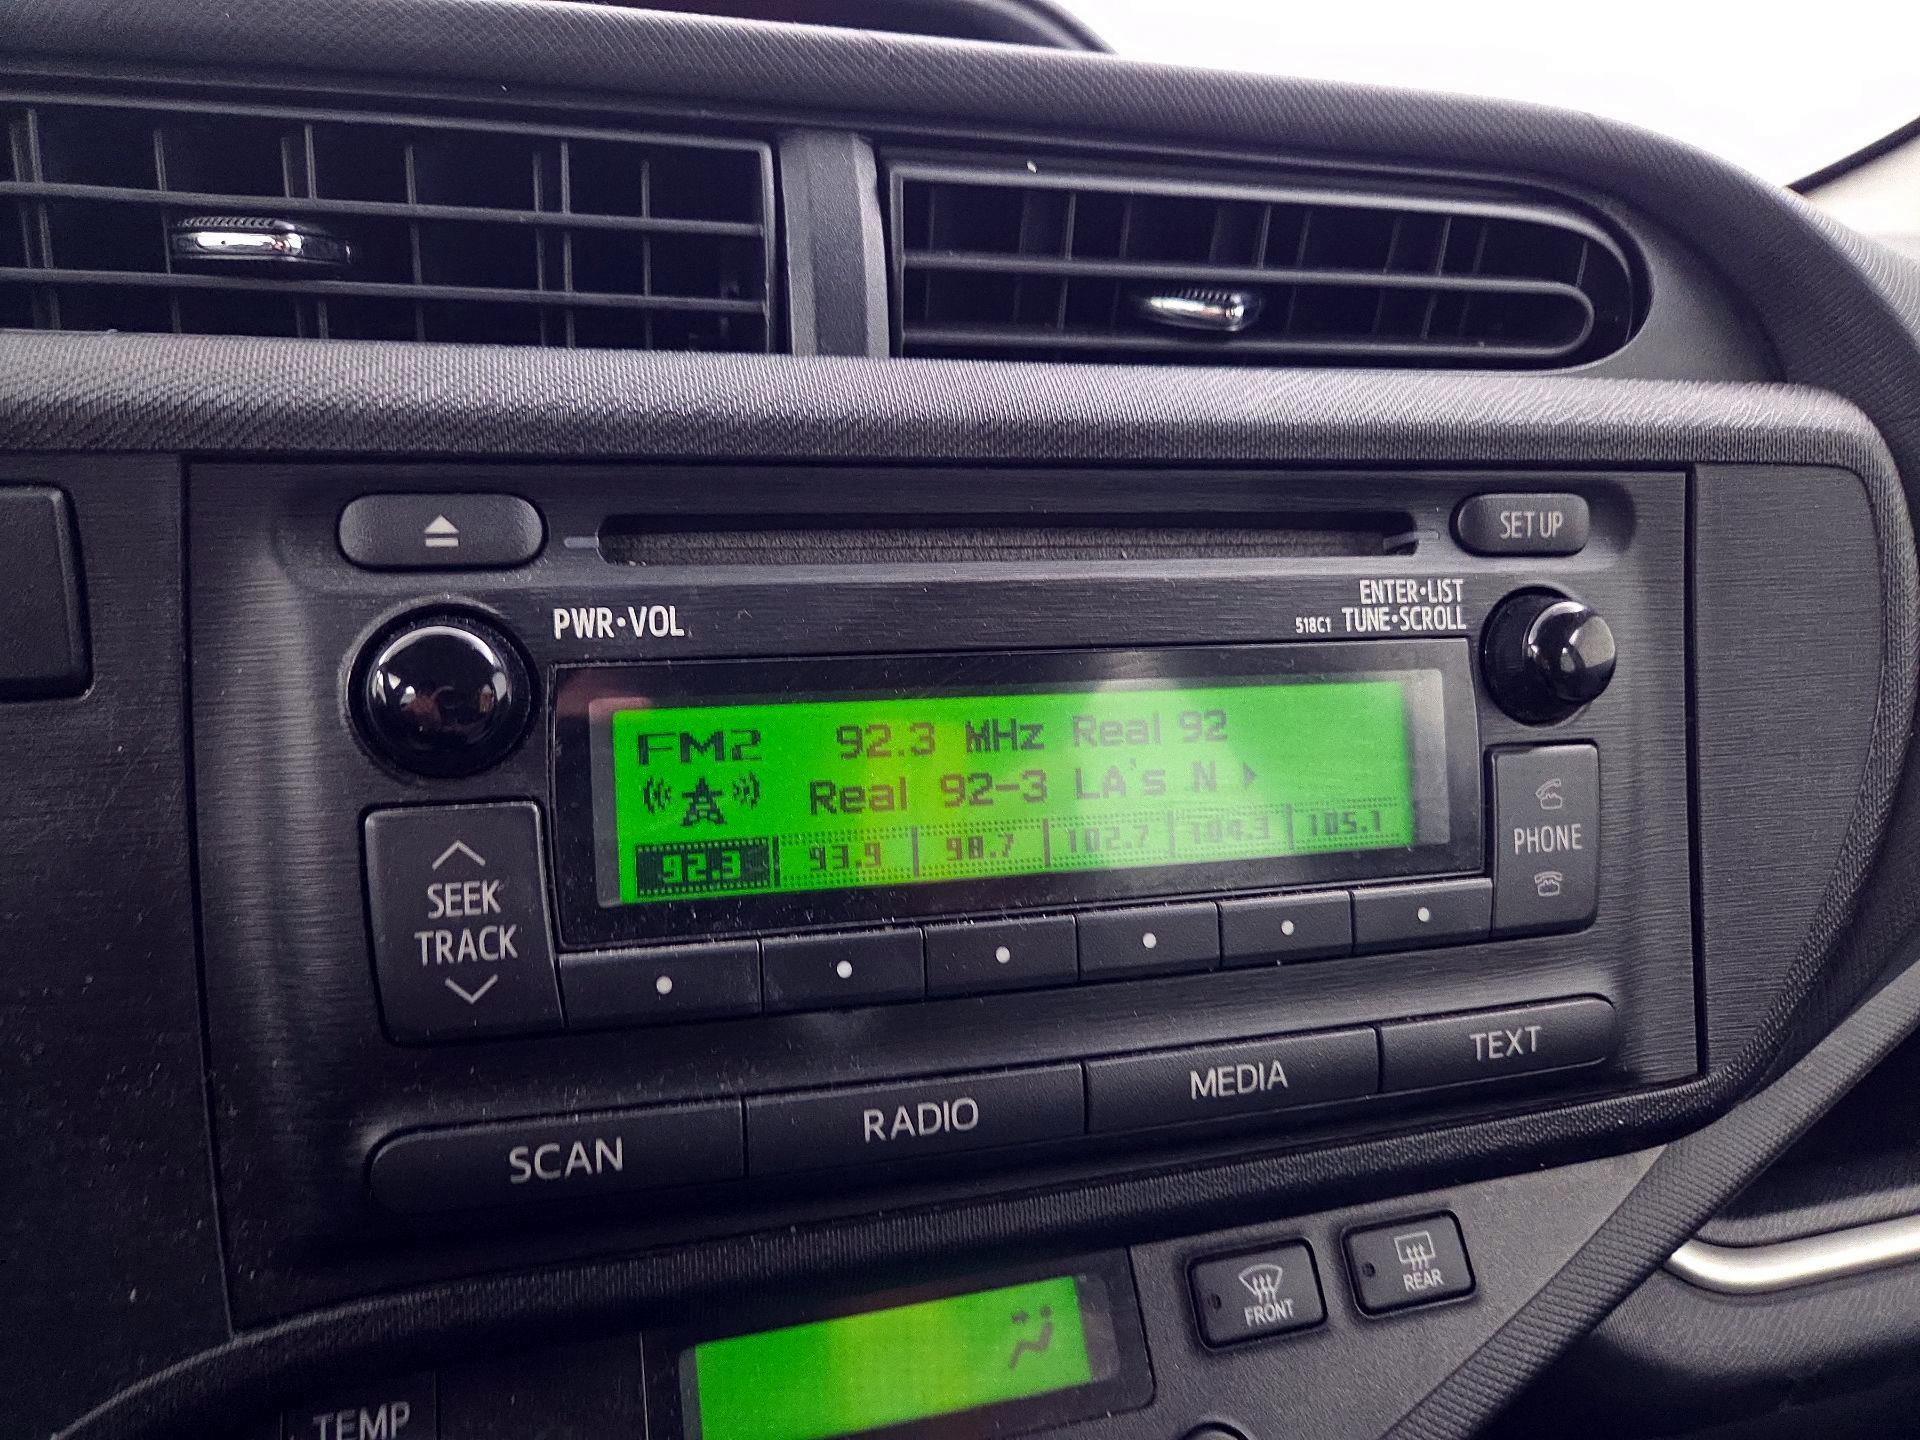 SET UP
PWR•VOL
ENTER•LIST
518C1 TUNE•SCROLL
FM2 92.3 MHz Real 92
Real 92-3 LA's N
92.3 93.9 98.7 102.7 104.3 105.1
SEEK
TRACK
PHONE
SCAN RADIO MEDIA TEXT
FRONT REAR
TEMP